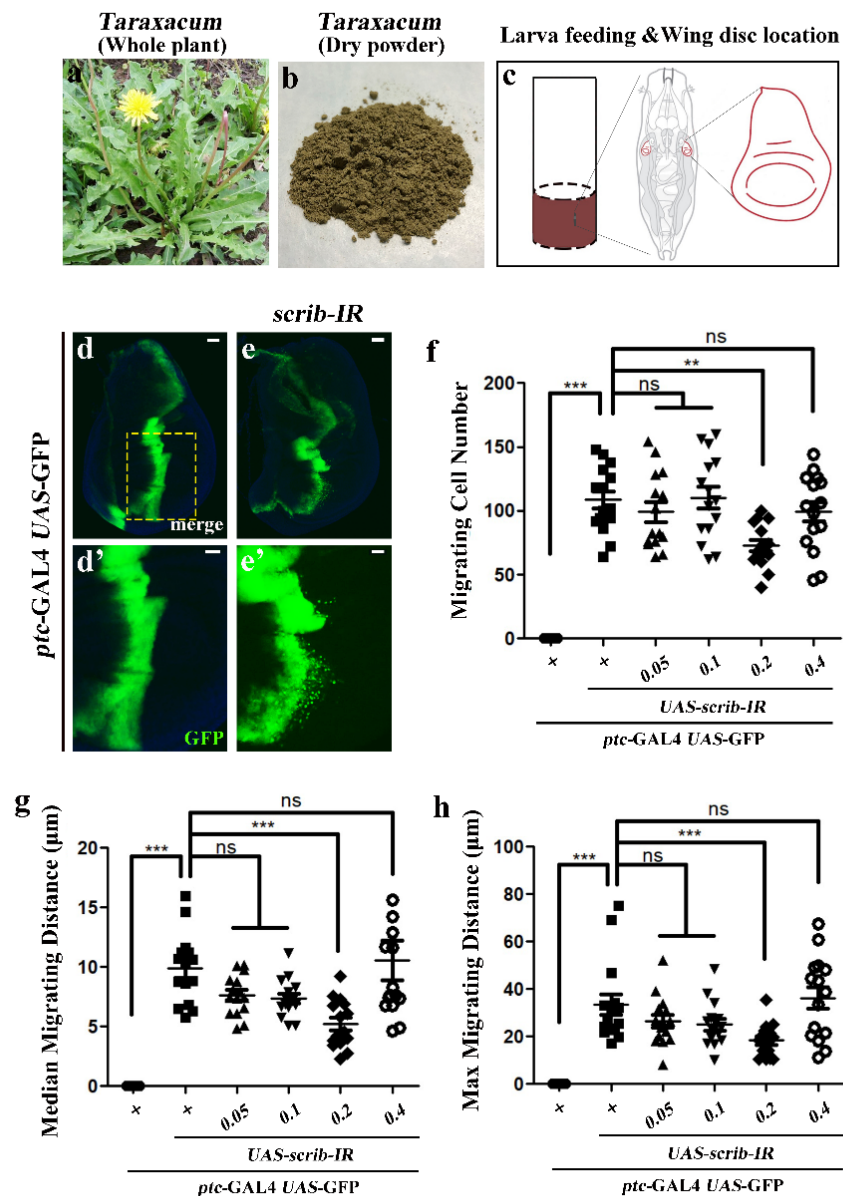 Taraxacum
(Whole plant)
Taraxacum
(Dry powder)
Larva feeding &Wing disc location
a
b
c
scrib-IR
ptc-GAL4 UAS-GFP
d
merge
e
d'
GFP
e'
f
ns
**
ns
***
Migrating Cell Number
200
150
100
50
0
+
+
0.05
0.1
0.2
0.4
UAS-scrib-IR
ptc-GAL4 UAS-GFP
g
ns
***
ns
***
Median Migrating Distance (μm)
20
15
10
5
0
+
+
0.05
0.1
0.2
0.4
UAS-scrib-IR
ptc-GAL4 UAS-GFP
h
ns
***
ns
***
Max Migrating Distance (μm)
100
80
60
40
20
0
+
+
0.05
0.1
0.2
0.4
UAS-scrib-IR
ptc-GAL4 UAS-GFP